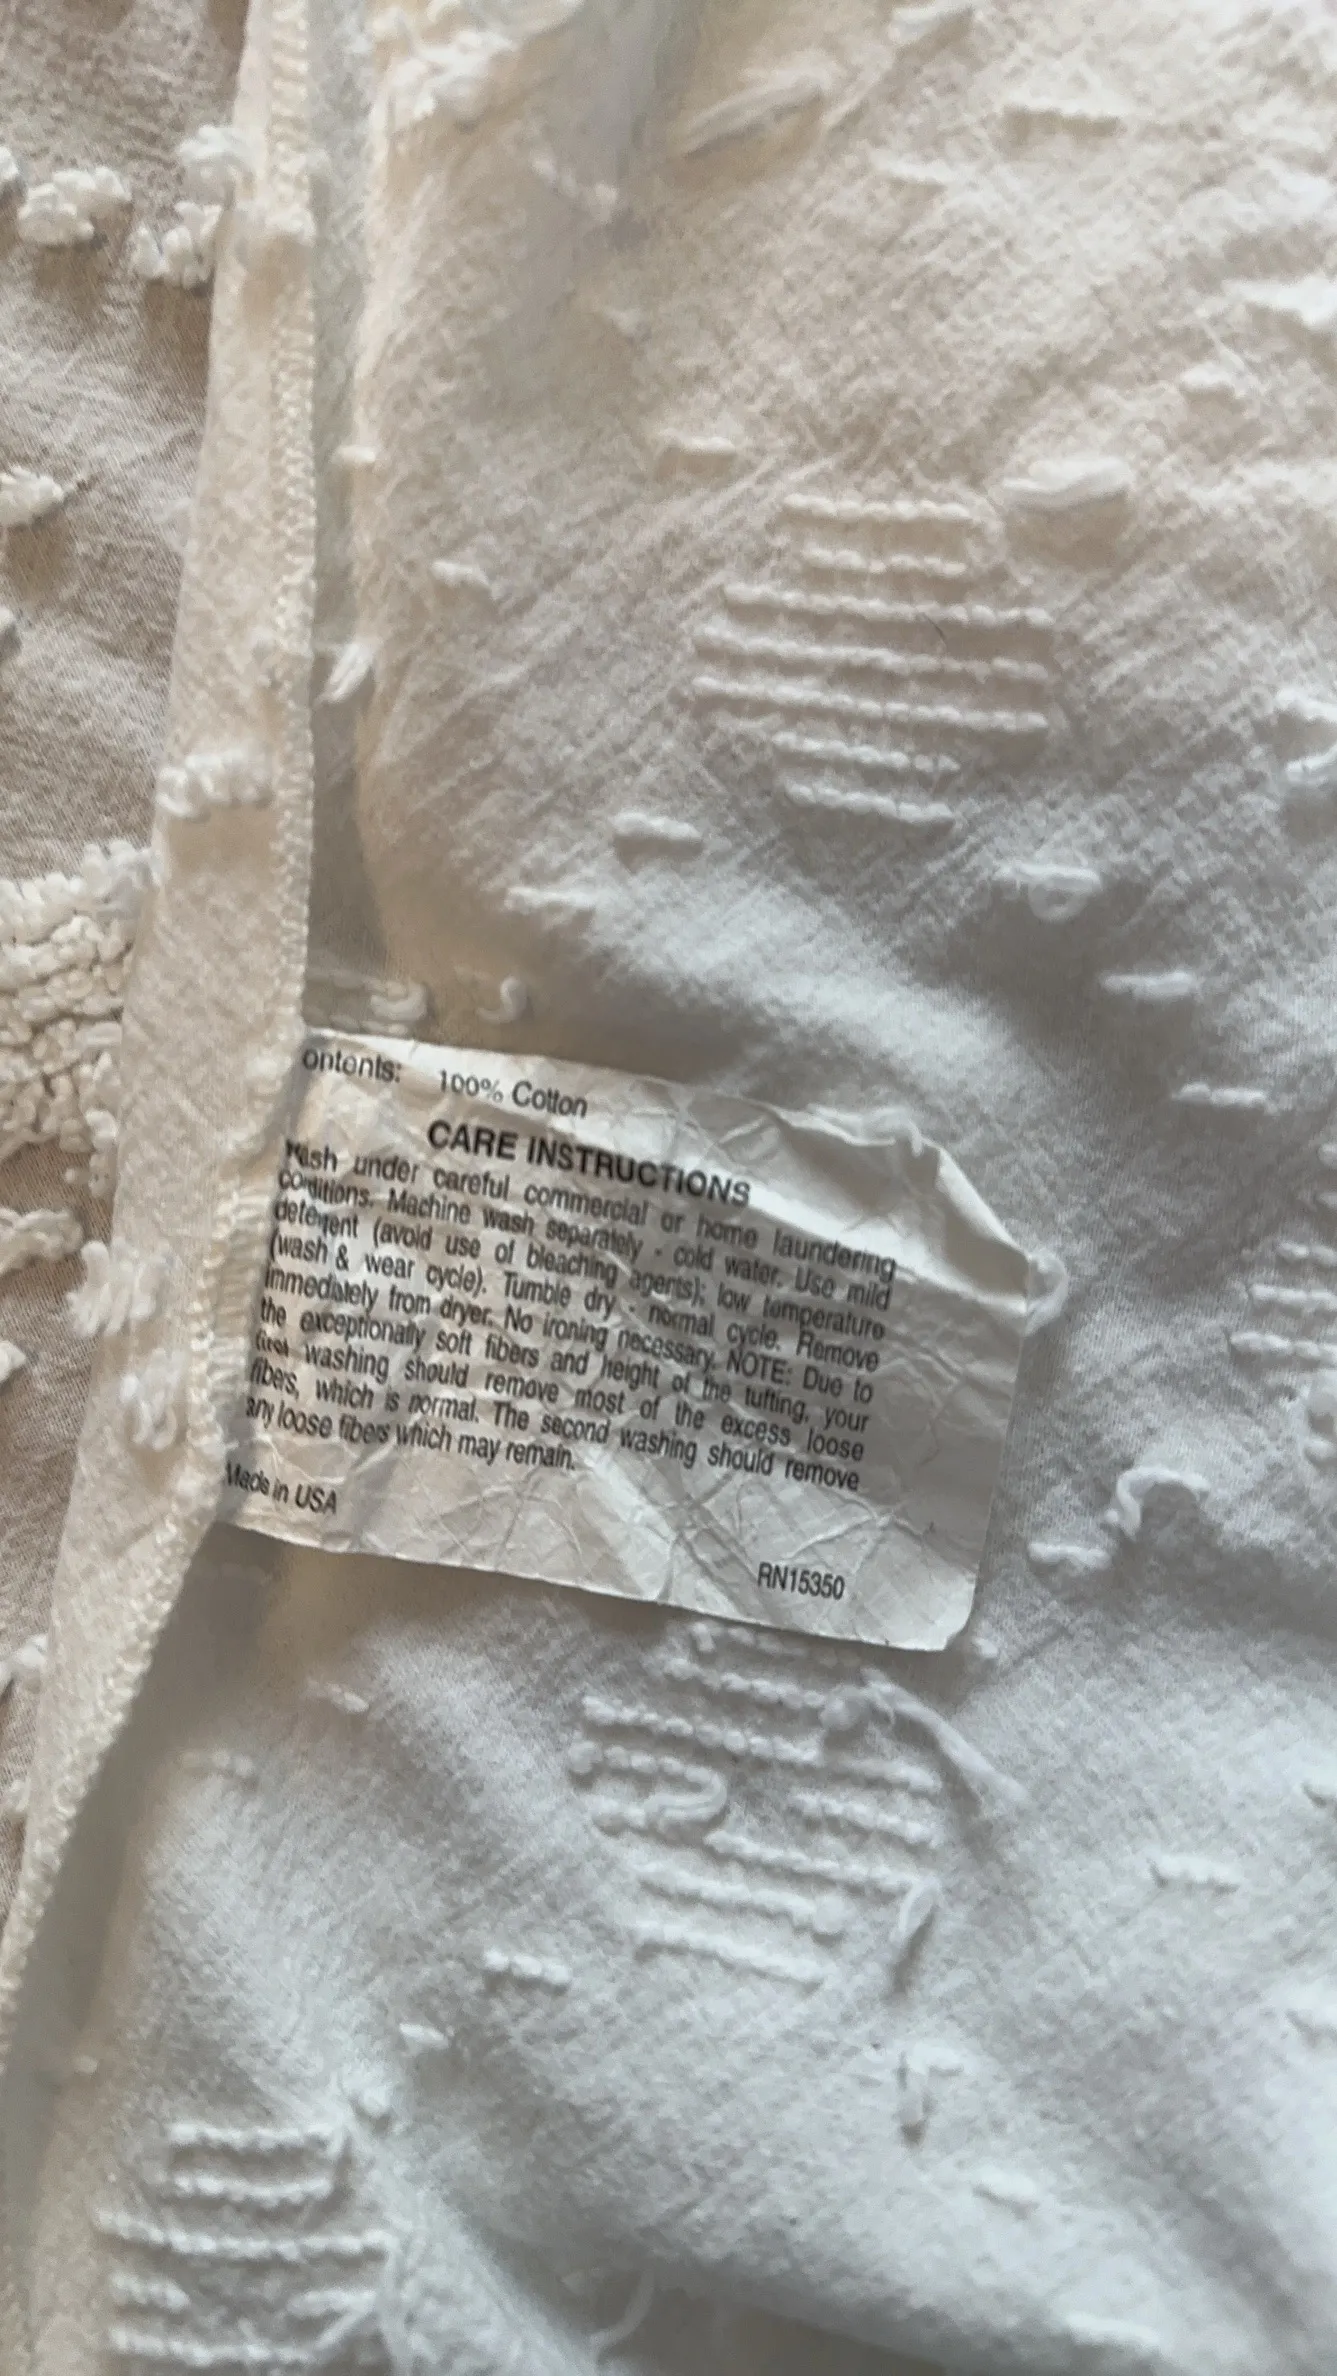 ontents: 100% Cotton
CARE INSTRUCTIONS
Wash under careful commercial or home laundering
conditions. Machine wash separately - cold water. Use mild
detergent (avoid use of bleaching agents); low temperature
(wash & wear cycle). Tumble dry - normal cycle. Remove
immediately from dryer. No ironing necessary. NOTE: Due to
the exceptionally soft fibers and height of the tufting, your
first washing should remove most of the excess loose
fibers, which is normal. The second washing should remove
any loose fibers which may remain.
Made in USA
RN15350